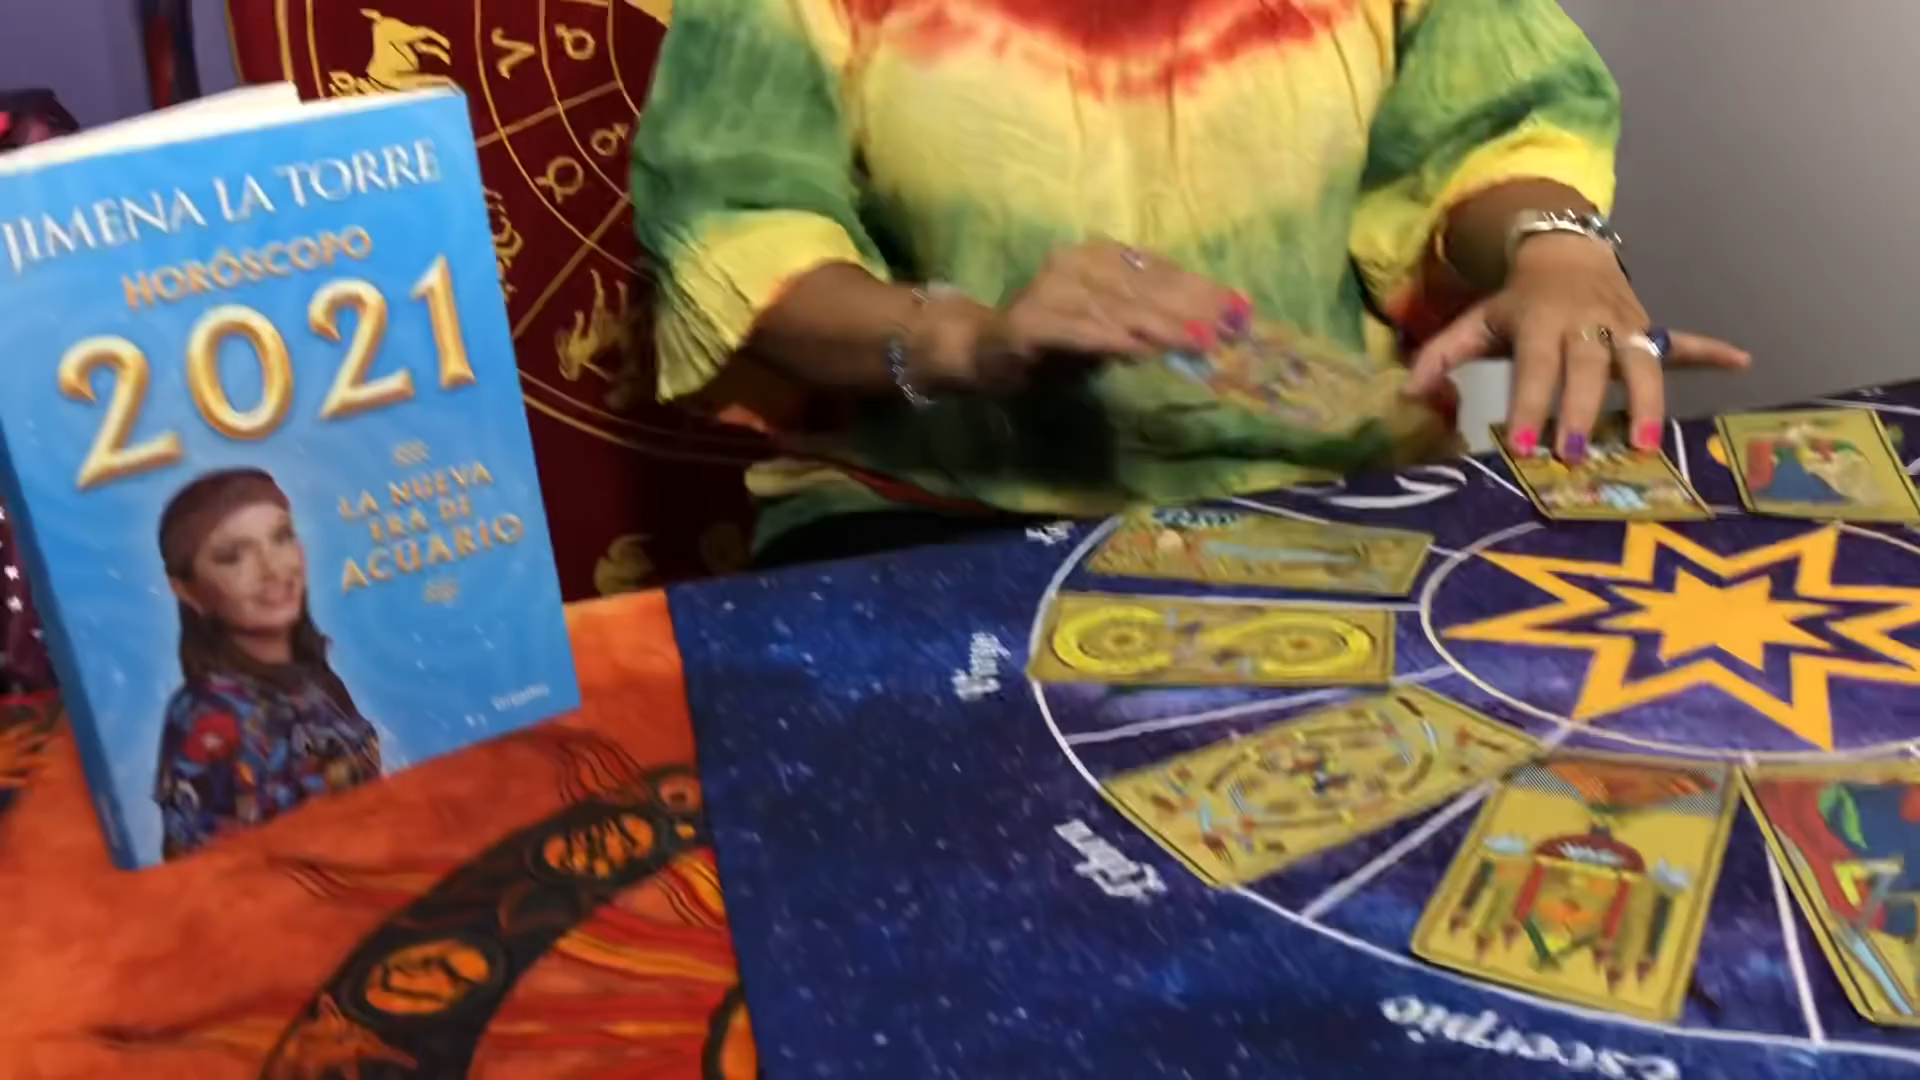 JIMENA LA TORRE
HORÓSCOPO
2021
LA NUEVA
ERA DE
ACUARIO
Virgo
Libra
escorpio